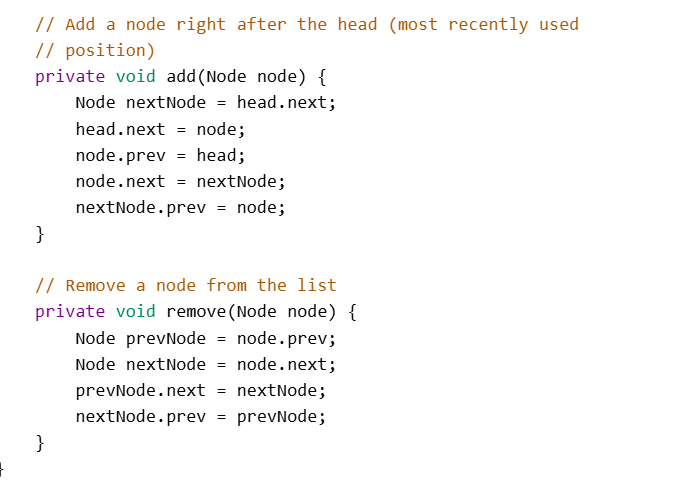 // Add a node right after the head (most recently used
// position)
private void add(Node node) {
Node nextNode = head.next;
head.next = node;
node.prev = head;
node.next = nextNode;
nextNode.prev = node;
}
// Remove a node from the list
private void remove(Node node) {
Node prevNode = node.prev;
Node nextNode = node.next;
prevNode.next = nextNode;
nextNode.prev = prevNode;
}
}